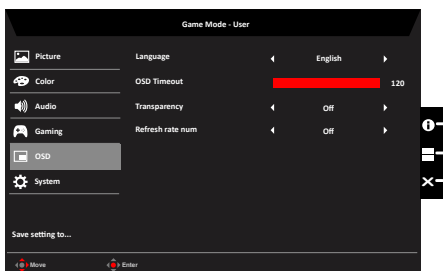 Game Mode - User
Picture
Language English
Color
OSD Timeout 120
Audio
Transparency Off
Gaming
Refresh rate num Off
OSD
System
Save setting to...
Move Enter